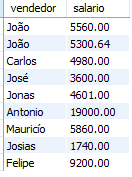 vendedor salario
João 5560.00
João 5300.64
Carlos 4980.00
José 3600.00
Jonas 4601.00
Antonio 19000.00
Mauricío 5860.00
Josias 1740.00
Felipe 9200.00